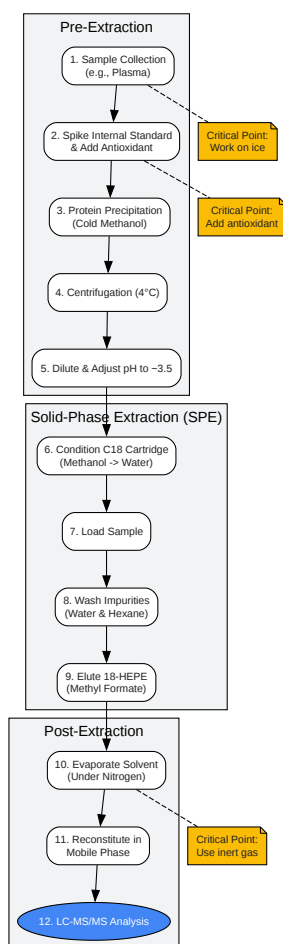 Pre-Extraction
1. Sample Collection
(e.g., Plasma)
Critical Point:
Work on ice
2. Spike Internal Standard
& Add Antioxidant
Critical Point:
Add antioxidant
3. Protein Precipitation
(Cold Methanol)
4. Centrifugation (4°C)
5. Dilute & Adjust pH to ~3.5
Solid-Phase Extraction (SPE)
6. Condition C18 Cartridge
(Methanol -> Water)
7. Load Sample
8. Wash Impurities
(Water & Hexane)
9. Elute 18-HEPE
(Methyl Formate)
Post-Extraction
10. Evaporate Solvent
(Under Nitrogen)
Critical Point:
Use inert gas
11. Reconstitute in
Mobile Phase
12. LC-MS/MS Analysis